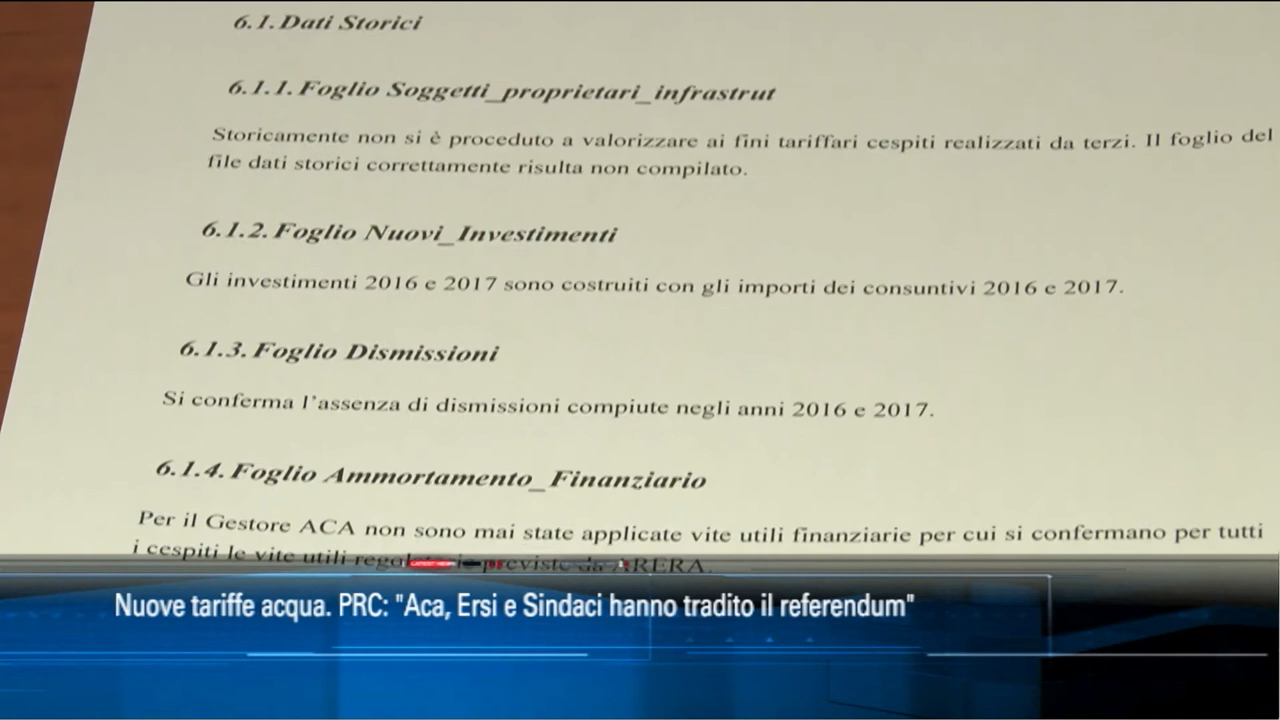 6.1. Dati Storici
6.1.1. Foglio Soggetti_proprietari_infrastrut
Storicamente non si è proceduto a valorizzare ai fini tariffari cespiti realizzati da terzi. Il foglio del
file dati storici correttamente risulta non compilato.
6.1.2. Foglio Nuovi_Investimenti
Gli investimenti 2016 e 2017 sono costruiti con gli importi dei consuntivi 2016 e 2017.
6.1.3. Foglio Dismissioni
Si conferma l'assenza di dismissioni compiute negli anni 2016 e 2017.
6.1.4. Foglio Ammortamento_Finanziario
Per il Gestore ACA non sono mai state applicate vite utili finanziarie per cui si confermano per tutti
i cespiti le vite utili previste da ARERA.
LATEST NEWS
Nuove tariffe acqua. PRC: "Aca, Ersi e Sindaci hanno tradito il referendum"